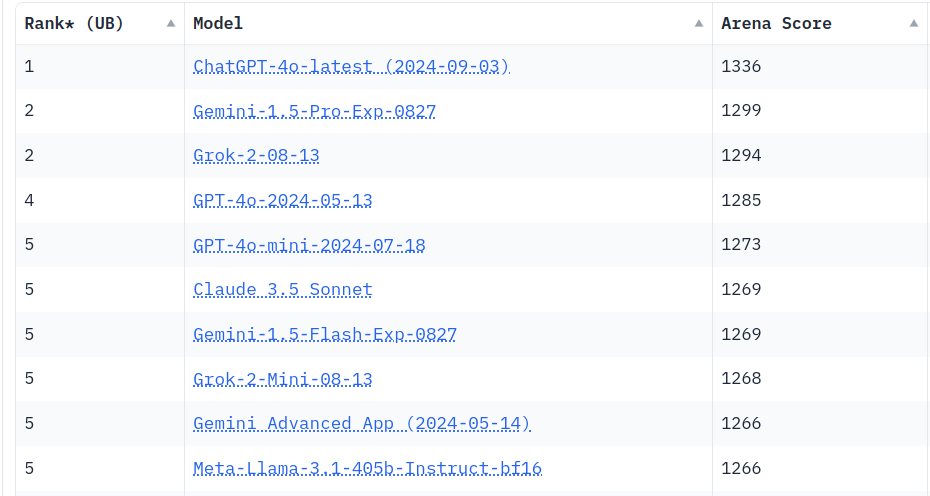 Rank* (UB) ▲ Model ▲ Arena Score ▲
1 ChatGPT-4o-latest (2024-09-03) 1336
2 Gemini-1.5-Pro-Exp-0827 1299
2 Grok-2-08-13 1294
4 GPT-4o-2024-05-13 1285
5 GPT-4o-mini-2024-07-18 1273
5 Claude 3.5 Sonnet 1269
5 Gemini-1.5-Flash-Exp-0827 1269
5 Grok-2-Mini-08-13 1268
5 Gemini Advanced App (2024-05-14) 1266
5 Meta-Llama-3.1-405b-Instruct-bf16 1266